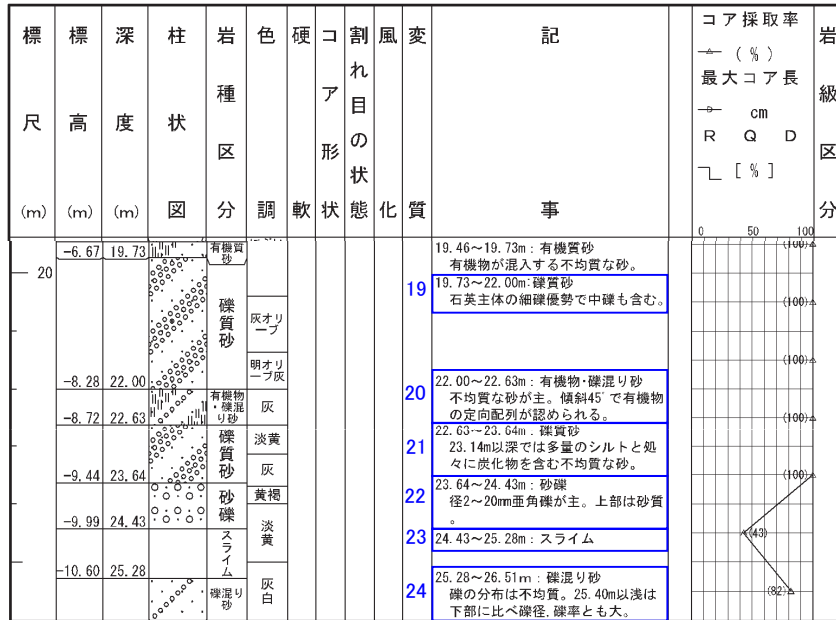 標尺(m)
標高(m)
深度(m)
柱状図
岩種区分
色調
硬軟
コア形状
割れ目の状態
風化
変質
記事
コア採取率
(%)
最大コア長
cm
R Q D
[%]
岩級区分
0 50 100
-6.67 19.73 有機質
砂
19.46~19.73m:有機質砂
有機物が混入する不均質な砂。
(100)
20
19
19.73~22.00m:礫質砂
石英主体の細礫優勢で中礫も含む。
(100)
礫質砂
灰オリ
ーブ
明オリ
ーブ灰
(100)
-8.28 22.00
20
22.00~22.63m:有機物・礫混り砂
不均質な砂が主。傾斜45°で有機物
の定向配列が認められる。
有機物
・礫混
り砂
灰
(100)
-8.72 22.63
21
22.63~23.64m:礫質砂
23.14m以深では多量のシルトと処
々に炭化物を含む不均質な砂。
礫質砂
淡黄
灰
(100)
-9.44 23.64
22
23.64~24.43m:砂礫
径2~20mm亜角礫が主。上部は砂質
。
砂礫
黄褐
-9.99 24.43
淡黄
23
24.43~25.28m:スライム
(43)
スライム
-10.60 25.28
24
25.28~26.51m:礫混り砂
礫の分布は不均質。25.40m以浅は
下部に比べ礫径、礫率とも大。
礫混り
砂
灰白
(82)